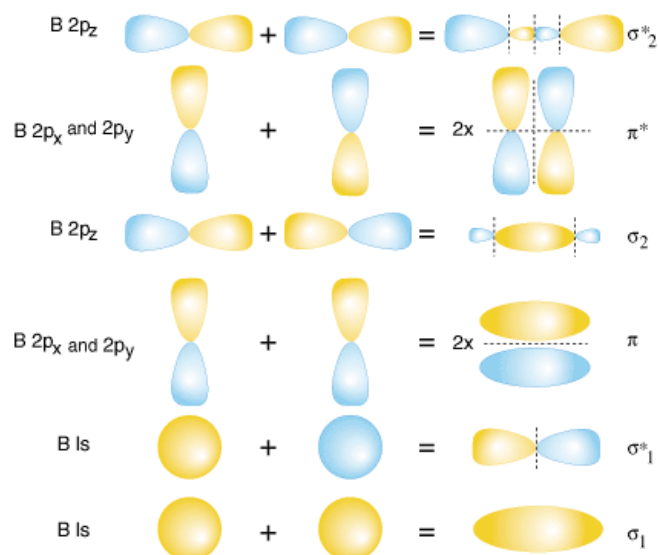 B 2pz + = σ*2
B 2px and 2py + = 2x π*
B 2pz + = σ2
B 2px and 2py + = 2x π
B ls + = σ*1
B ls + = σ1